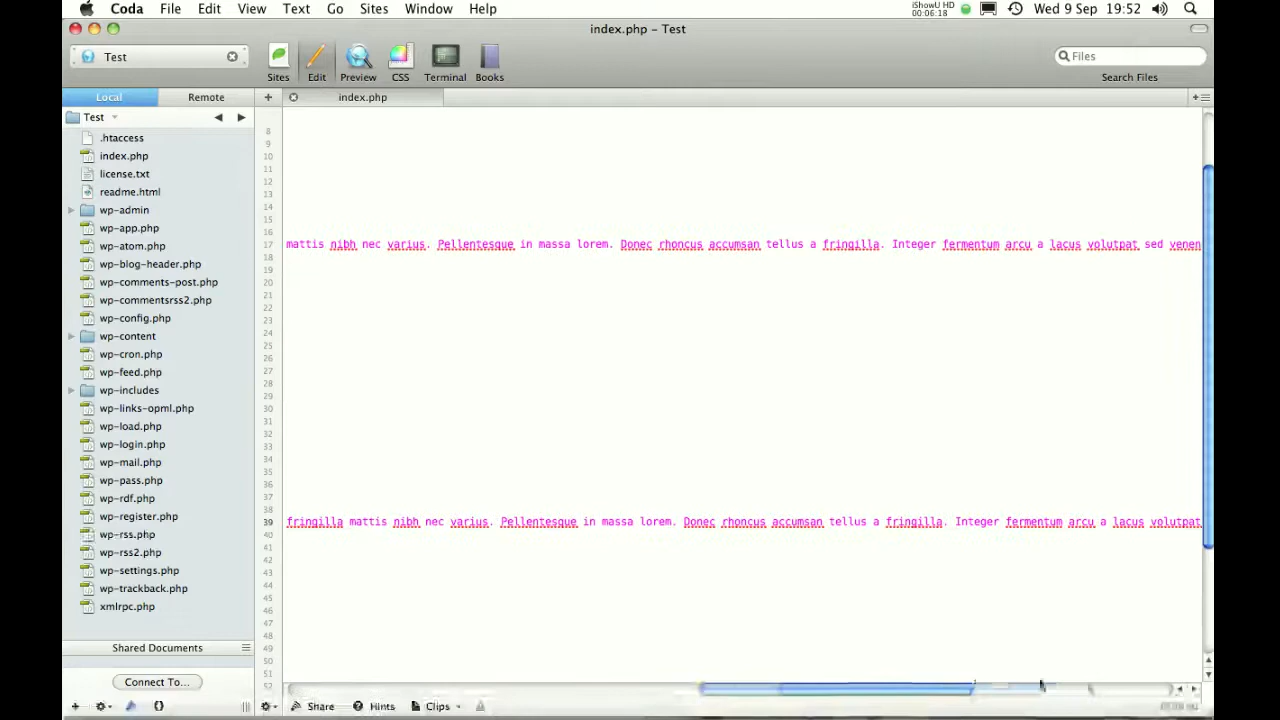 Coda File Edit View Text Go Sites Window Help iShowU HD 00:06:18 Wed 9 Sep 19:52
index.php – Test
Test Sites Edit Preview CSS Terminal Books Files
Search Files
Local Remote + index.php
Test
.htaccess
index.php
license.txt
readme.html
wp-admin
wp-app.php
wp-atom.php
wp-blog-header.php
wp-comments-post.php
wp-commentsrss2.php
wp-config.php
wp-content
wp-cron.php
wp-feed.php
wp-includes
wp-links-opml.php
wp-load.php
wp-login.php
wp-mail.php
wp-pass.php
wp-rdf.php
wp-register.php
wp-rss.php
wp-rss2.php
wp-settings.php
wp-trackback.php
xmlrpc.php
Shared Documents
Connect To...
8
9
10
11
12
13
14
15
16
17 mattis nibh nec varius. Pellentesque in massa lorem. Donec rhoncus accumsan tellus a fringilla. Integer fermentum arcu a lacus volutpat sed venen
18
19
20
21
22
23
24
25
26
27
28
29
30
31
32
33
34
35
36
37
38
39 fringilla mattis nibh nec varius. Pellentesque in massa lorem. Donec rhoncus accumsan tellus a fringilla. Integer fermentum arcu a lacus volutpat
40
41
42
43
44
45
46
47
48
49
50
51
52
Share Hints Clips